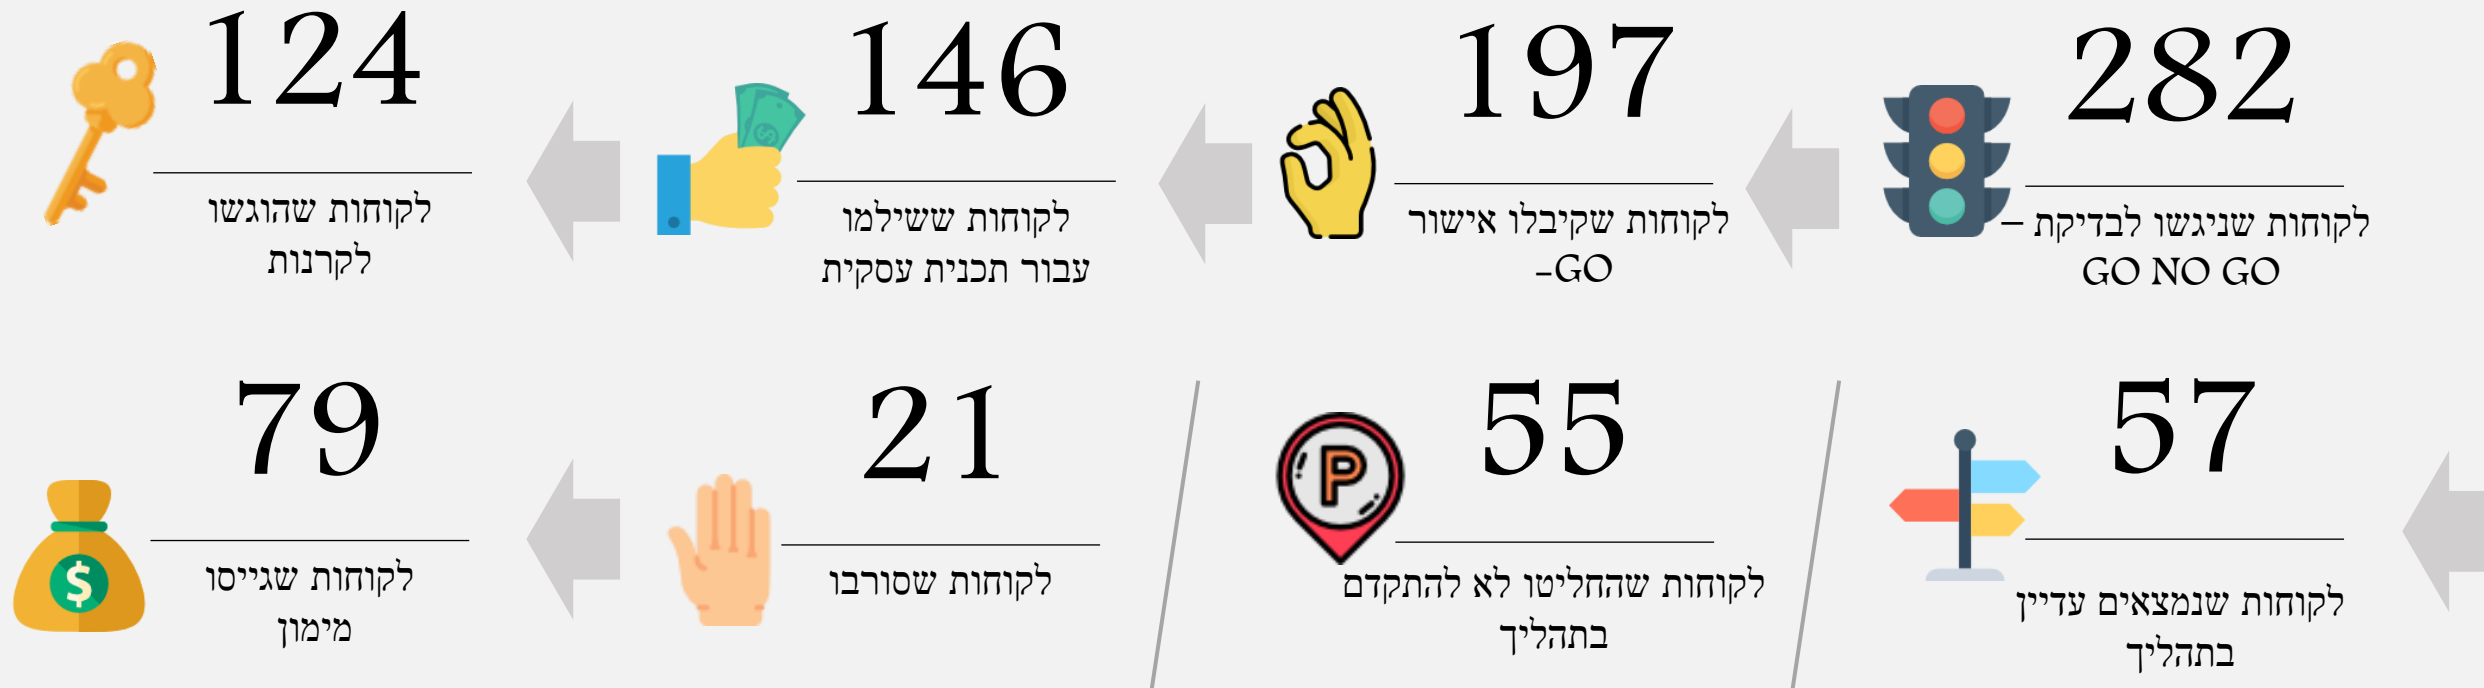 282
לקוחות שניגשו לבדיקת –
GO NO GO
197
לקוחות שקיבלו אישור
–GO
146
לקוחות ששילמו
עבור תכנית עסקית
124
לקוחות שהוגשו
לקרנות
57
לקוחות שנמצאים עדיין
בתהליך
55
P
לקוחות שהחליטו לא להתקדם
בתהליך
21
לקוחות שסורבו
79
$
לקוחות שגייסו
מימון